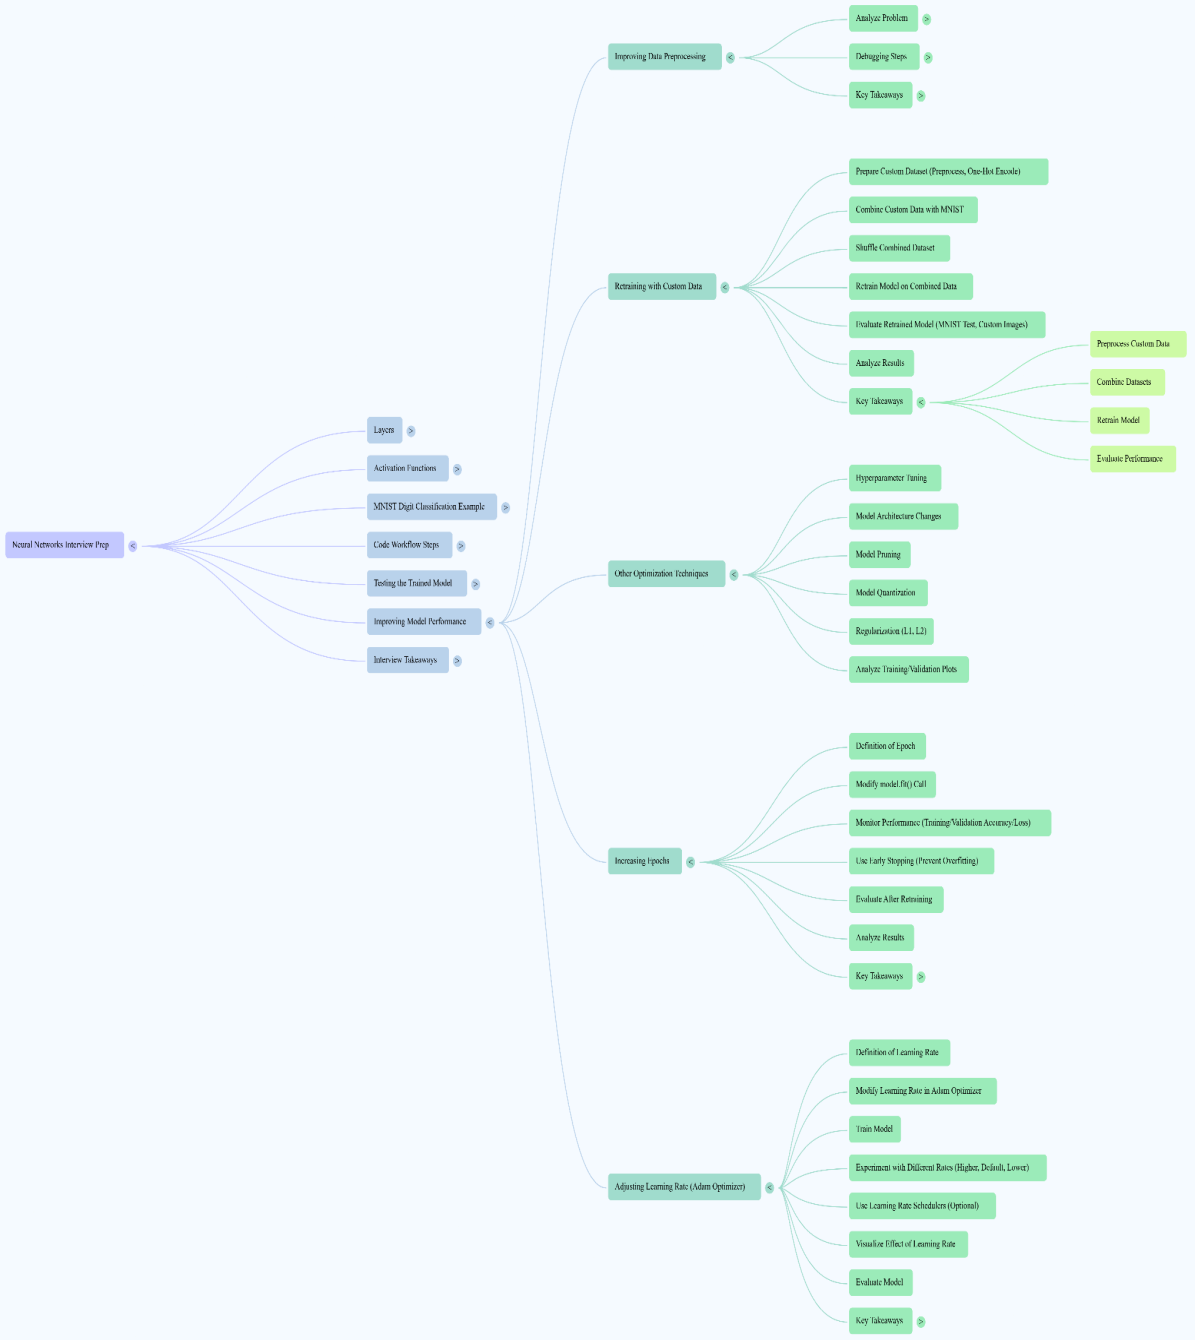 Neural Networks Interview Prep <
Layers >
Activation Functions >
MNIST Digit Classification Example >
Code Workflow Steps >
Testing the Trained Model >
Improving Model Performance <
Interview Takeaways >
Improving Data Preprocessing <
Analyze Problem >
Debugging Steps >
Key Takeaways >
Retraining with Custom Data <
Prepare Custom Dataset (Preprocess, One-Hot Encode)
Combine Custom Data with MNIST
Shuffle Combined Dataset
Retrain Model on Combined Data
Evaluate Retrained Model (MNIST Test, Custom Images)
Analyze Results
Key Takeaways <
Preprocess Custom Data
Combine Datasets
Retrain Model
Evaluate Performance
Other Optimization Techniques <
Hyperparameter Tuning
Model Architecture Changes
Model Pruning
Model Quantization
Regularization (L1, L2)
Analyze Training/Validation Plots
Increasing Epochs <
Definition of Epoch
Modify model.fit() Call
Monitor Performance (Training/Validation Accuracy/Loss)
Use Early Stopping (Prevent Overfitting)
Evaluate After Retraining
Analyze Results
Key Takeaways >
Adjusting Learning Rate (Adam Optimizer) <
Definition of Learning Rate
Modify Learning Rate in Adam Optimizer
Train Model
Experiment with Different Rates (Higher, Default, Lower)
Use Learning Rate Schedulers (Optional)
Visualize Effect of Learning Rate
Evaluate Model
Key Takeaways >